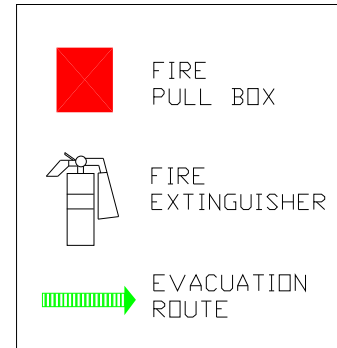 FIRE
PULL BOX
FIRE
EXTINGUISHER
EVACUATION
ROUTE